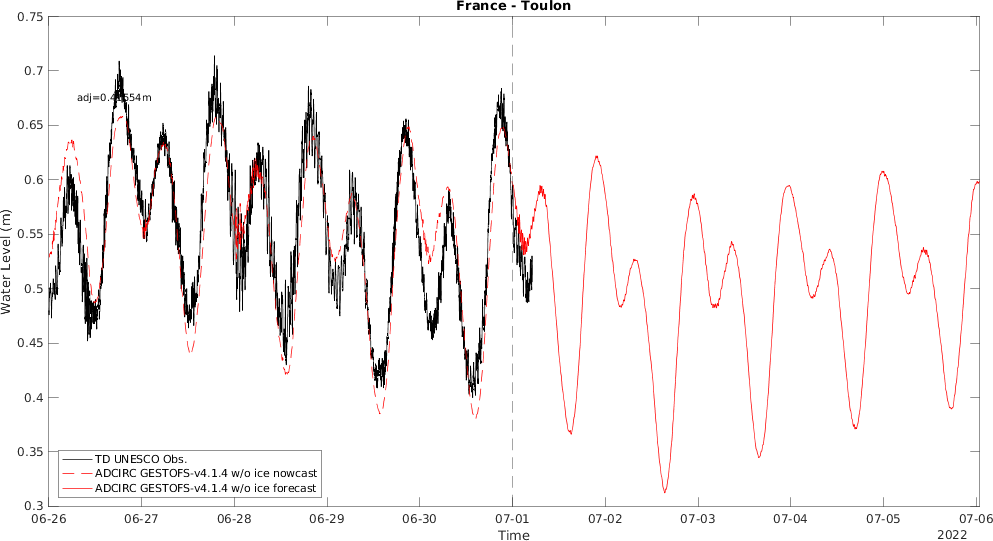 France - Toulon
0.75
0.7
0.65
0.6
0.55
0.5
0.45
0.4
0.35
0.3
Water Level (m)
TD UNESCO Obs.
ADCIRC GESTOFS-v4.1.4 w/o ice nowcast
ADCIRC GESTOFS-v4.1.4 w/o ice forecast
06-26 06-27 06-28 06-29 06-30 07-01 07-02 07-03 07-04 07-05 07-06
Time
2022